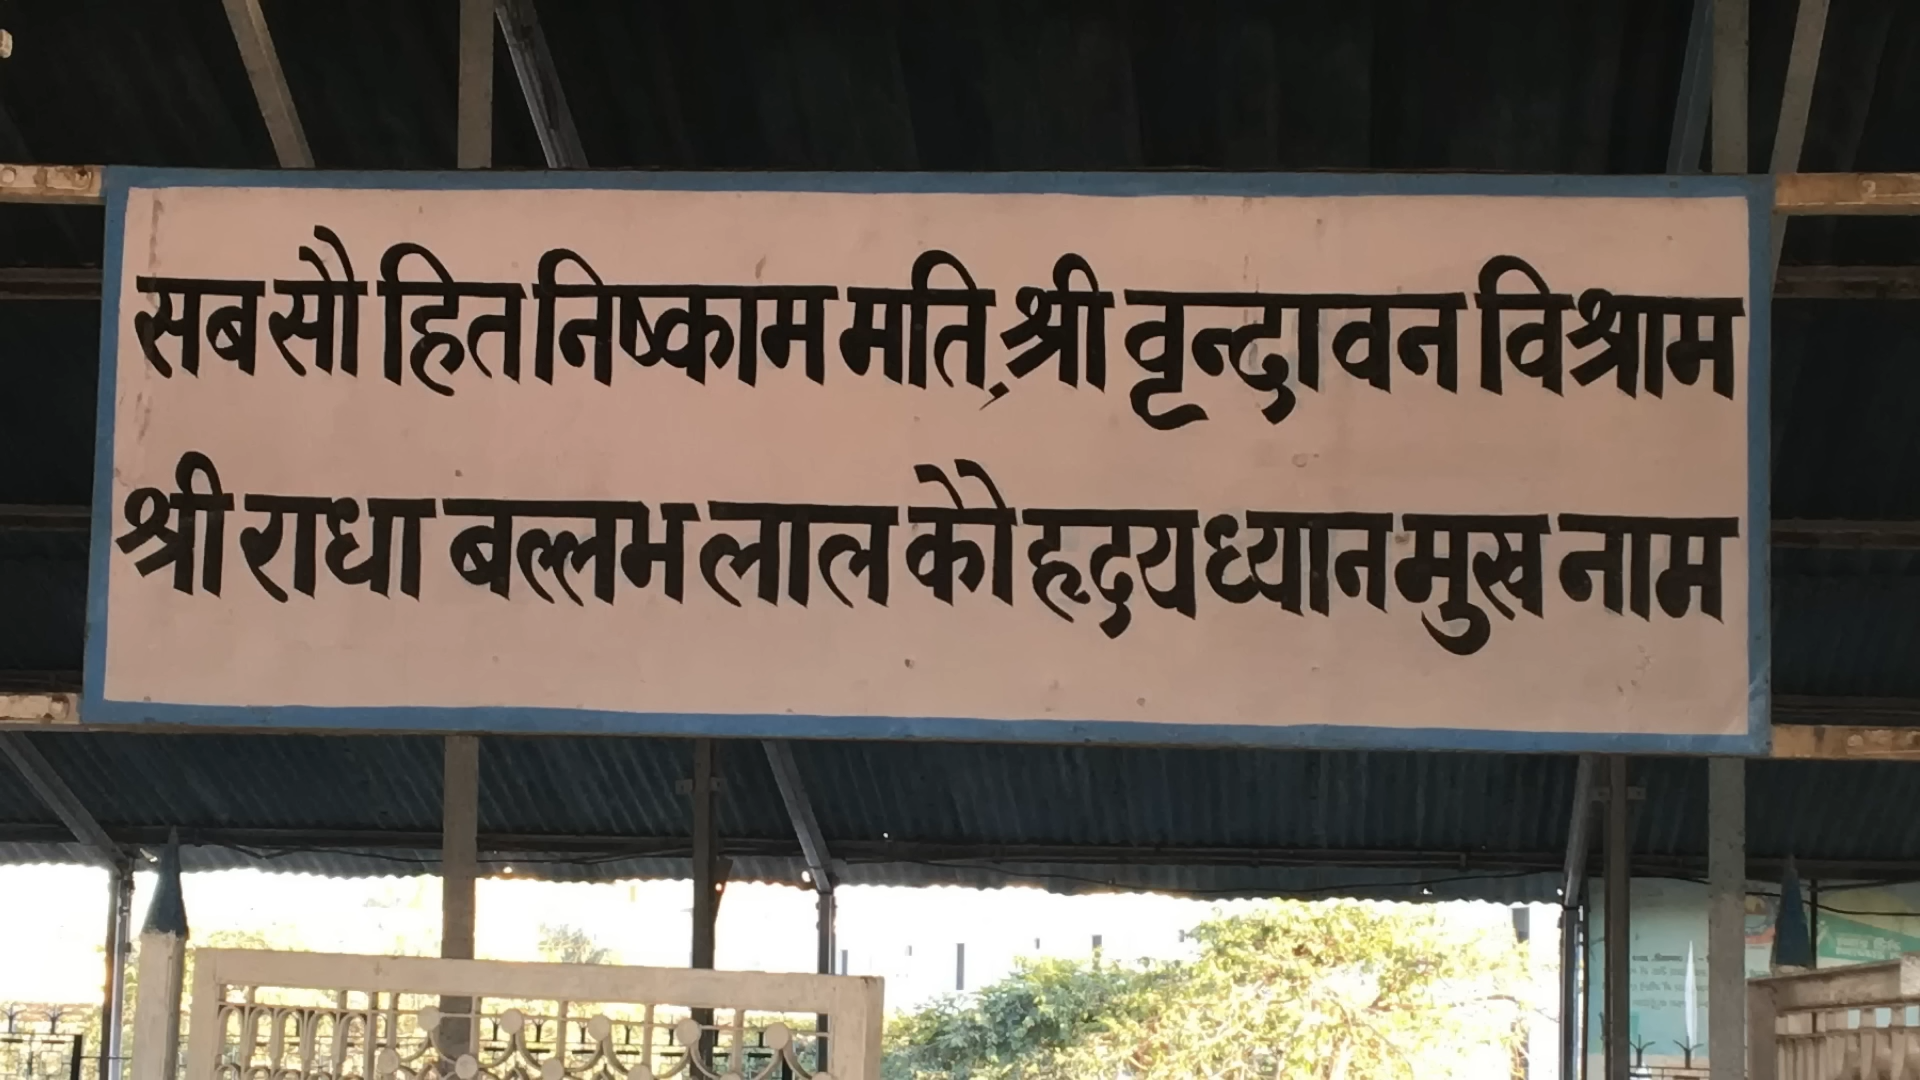 सब सौ हित निष्काम मति, श्री वृन्दावन विश्राम
श्री राधा बल्लभ लाल कौ हृदय ध्यान मुख नाम